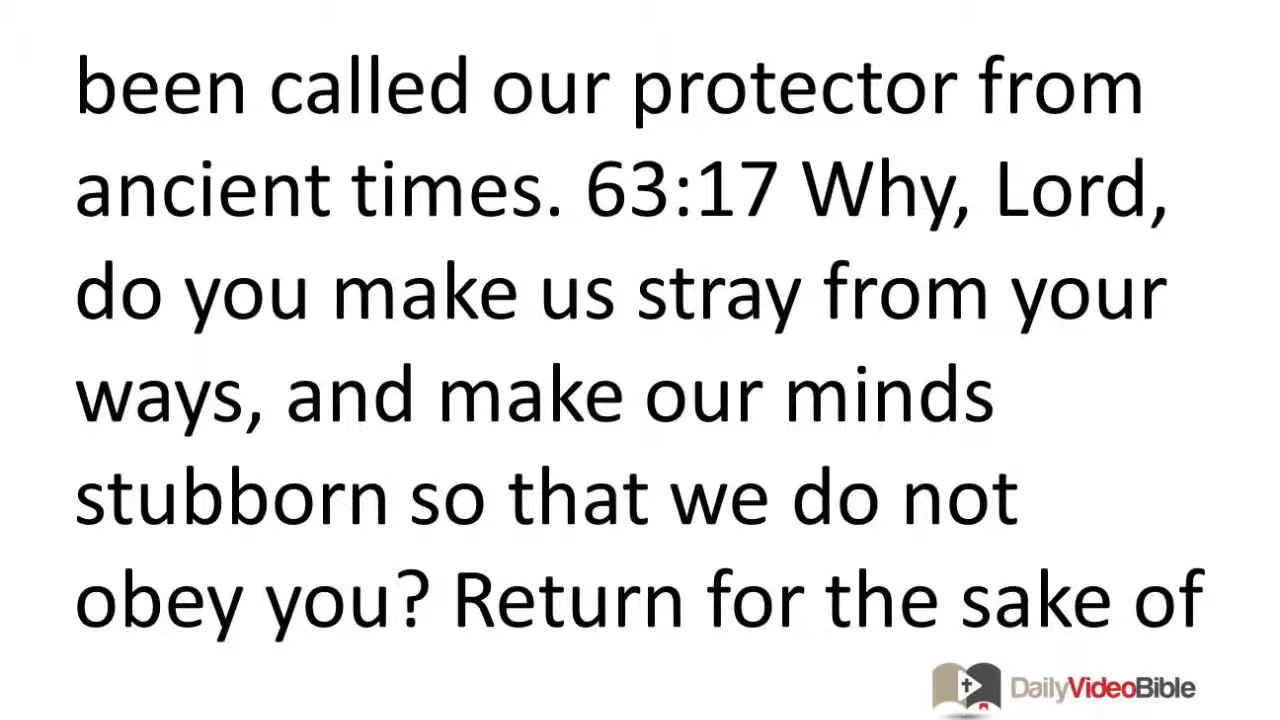 been called our protector from
ancient times. 63:17 Why, Lord,
do you make us stray from your
ways, and make our minds
stubborn so that we do not
obey you? Return for the sake of
DailyVideoBible